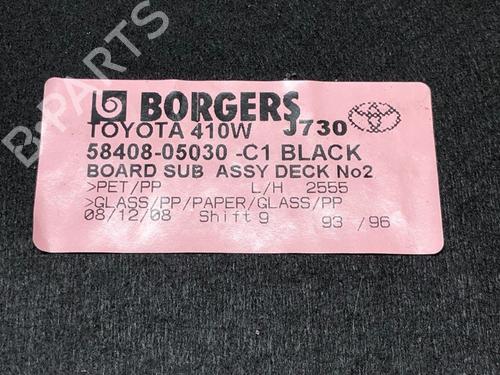 BORGERS
TOYOTA 410W J730
58408-05030 -C1 BLACK
BOARD SUB ASSY DECK No2
>PET/PP L/H 2555
>GLASS/PP/PAPER/GLASS/PP
08/12/08 Shift 9 93 /96
B-PARTS